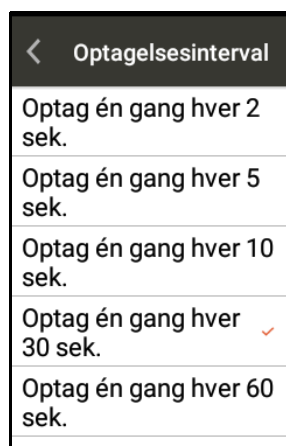 Optagelsesinterval
Optag én gang hver 2
sek.
Optag én gang hver 5
sek.
Optag én gang hver 10
sek.
Optag én gang hver
30 sek.
Optag én gang hver 60
sek.